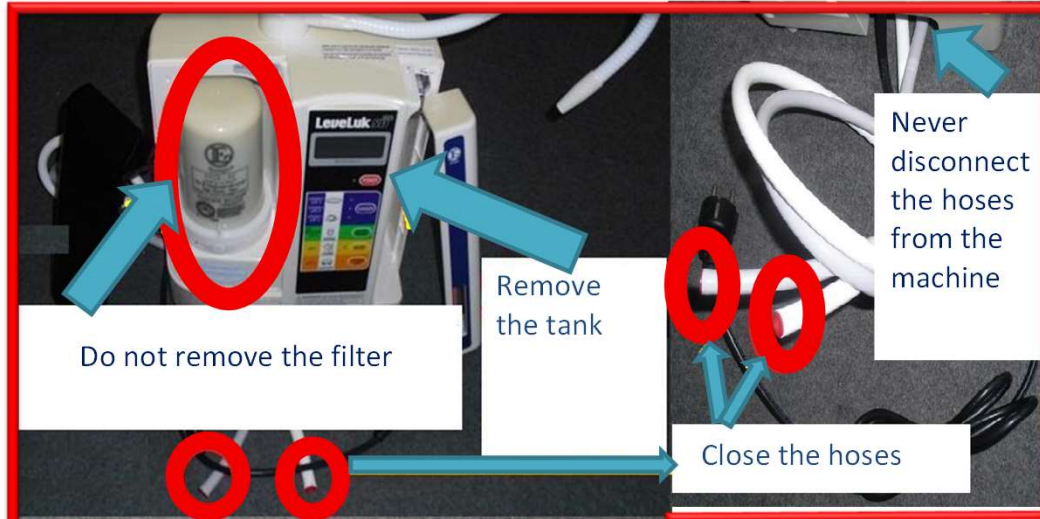 LeveLuk SD
Do not remove the filter
Remove
the tank
Never
disconnect
the hoses
from the
machine
Close the hoses